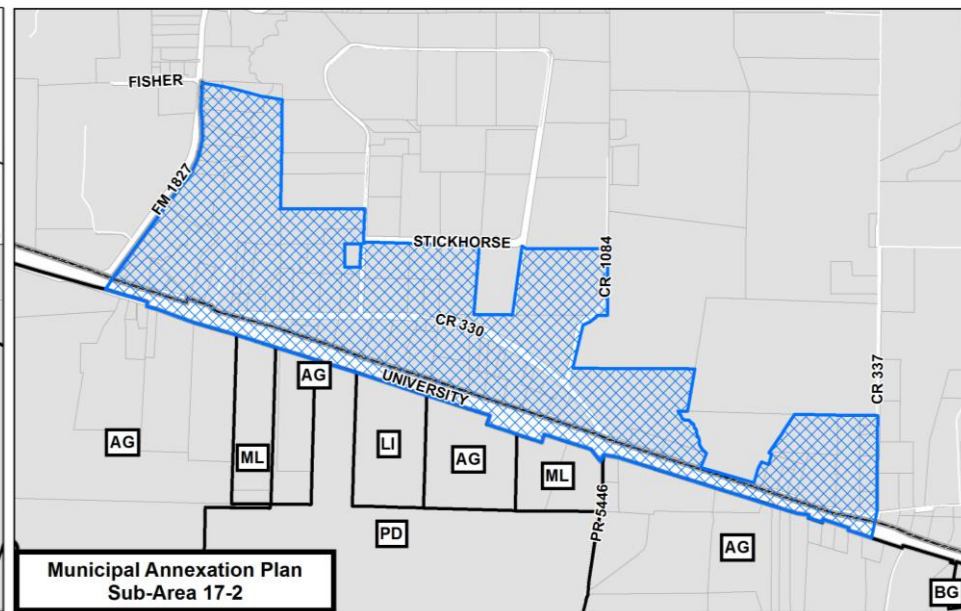 FISHER
FM 1827
STICKHORSE
CR 1084
CR 330
CR 337
UNIVERSITY
AG
AG
ML
LI
AG
ML
PR 5446
PD
AG
BG
Municipal Annexation Plan
Sub-Area 17-2